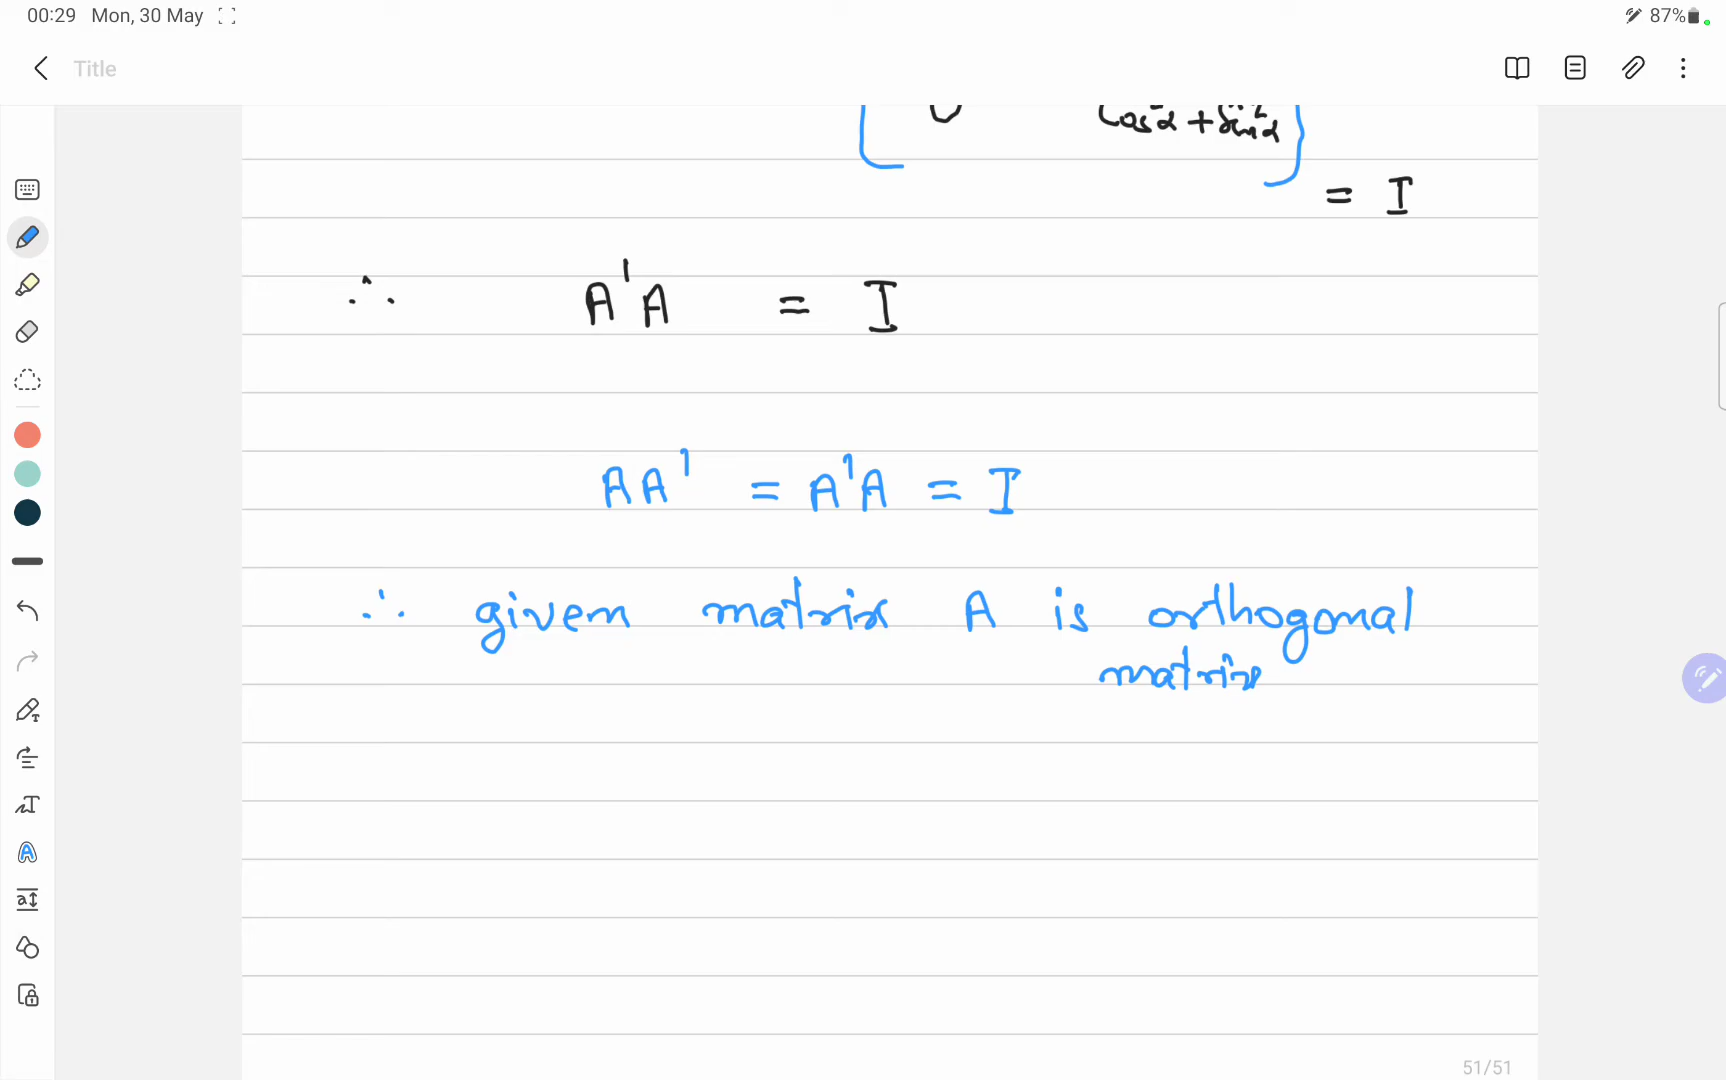 00:29 Mon, 30 May 87%
Title
cos²α + sin²α
= I
∴ A'A = I
AA' = A'A = I
∴ given matrix A is orthogonal
matrix
51/51